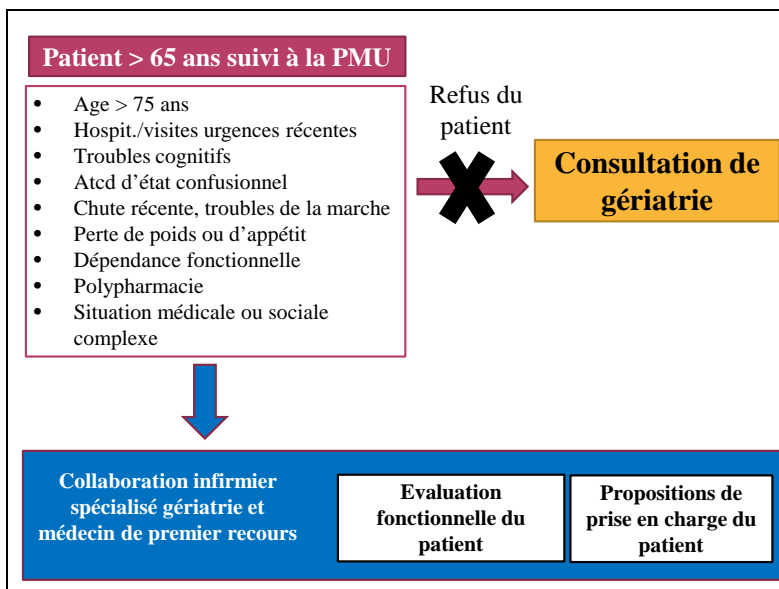 Patient > 65 ans suivi à la PMU
• Age > 75 ans
• Hospit./visites urgences récentes
• Troubles cognitifs
• Atcd d'état confusionnel
• Chute récente, troubles de la marche
• Perte de poids ou d'appétit
• Dépendance fonctionnelle
• Polypharmacie
• Situation médicale ou sociale
complexe
Refus du
patient
Consultation de
gériatrie
Collaboration infirmier
spécialisé gériatrie et
médecin de premier recours
Evaluation
fonctionnelle du
patient
Propositions de
prise en charge du
patient